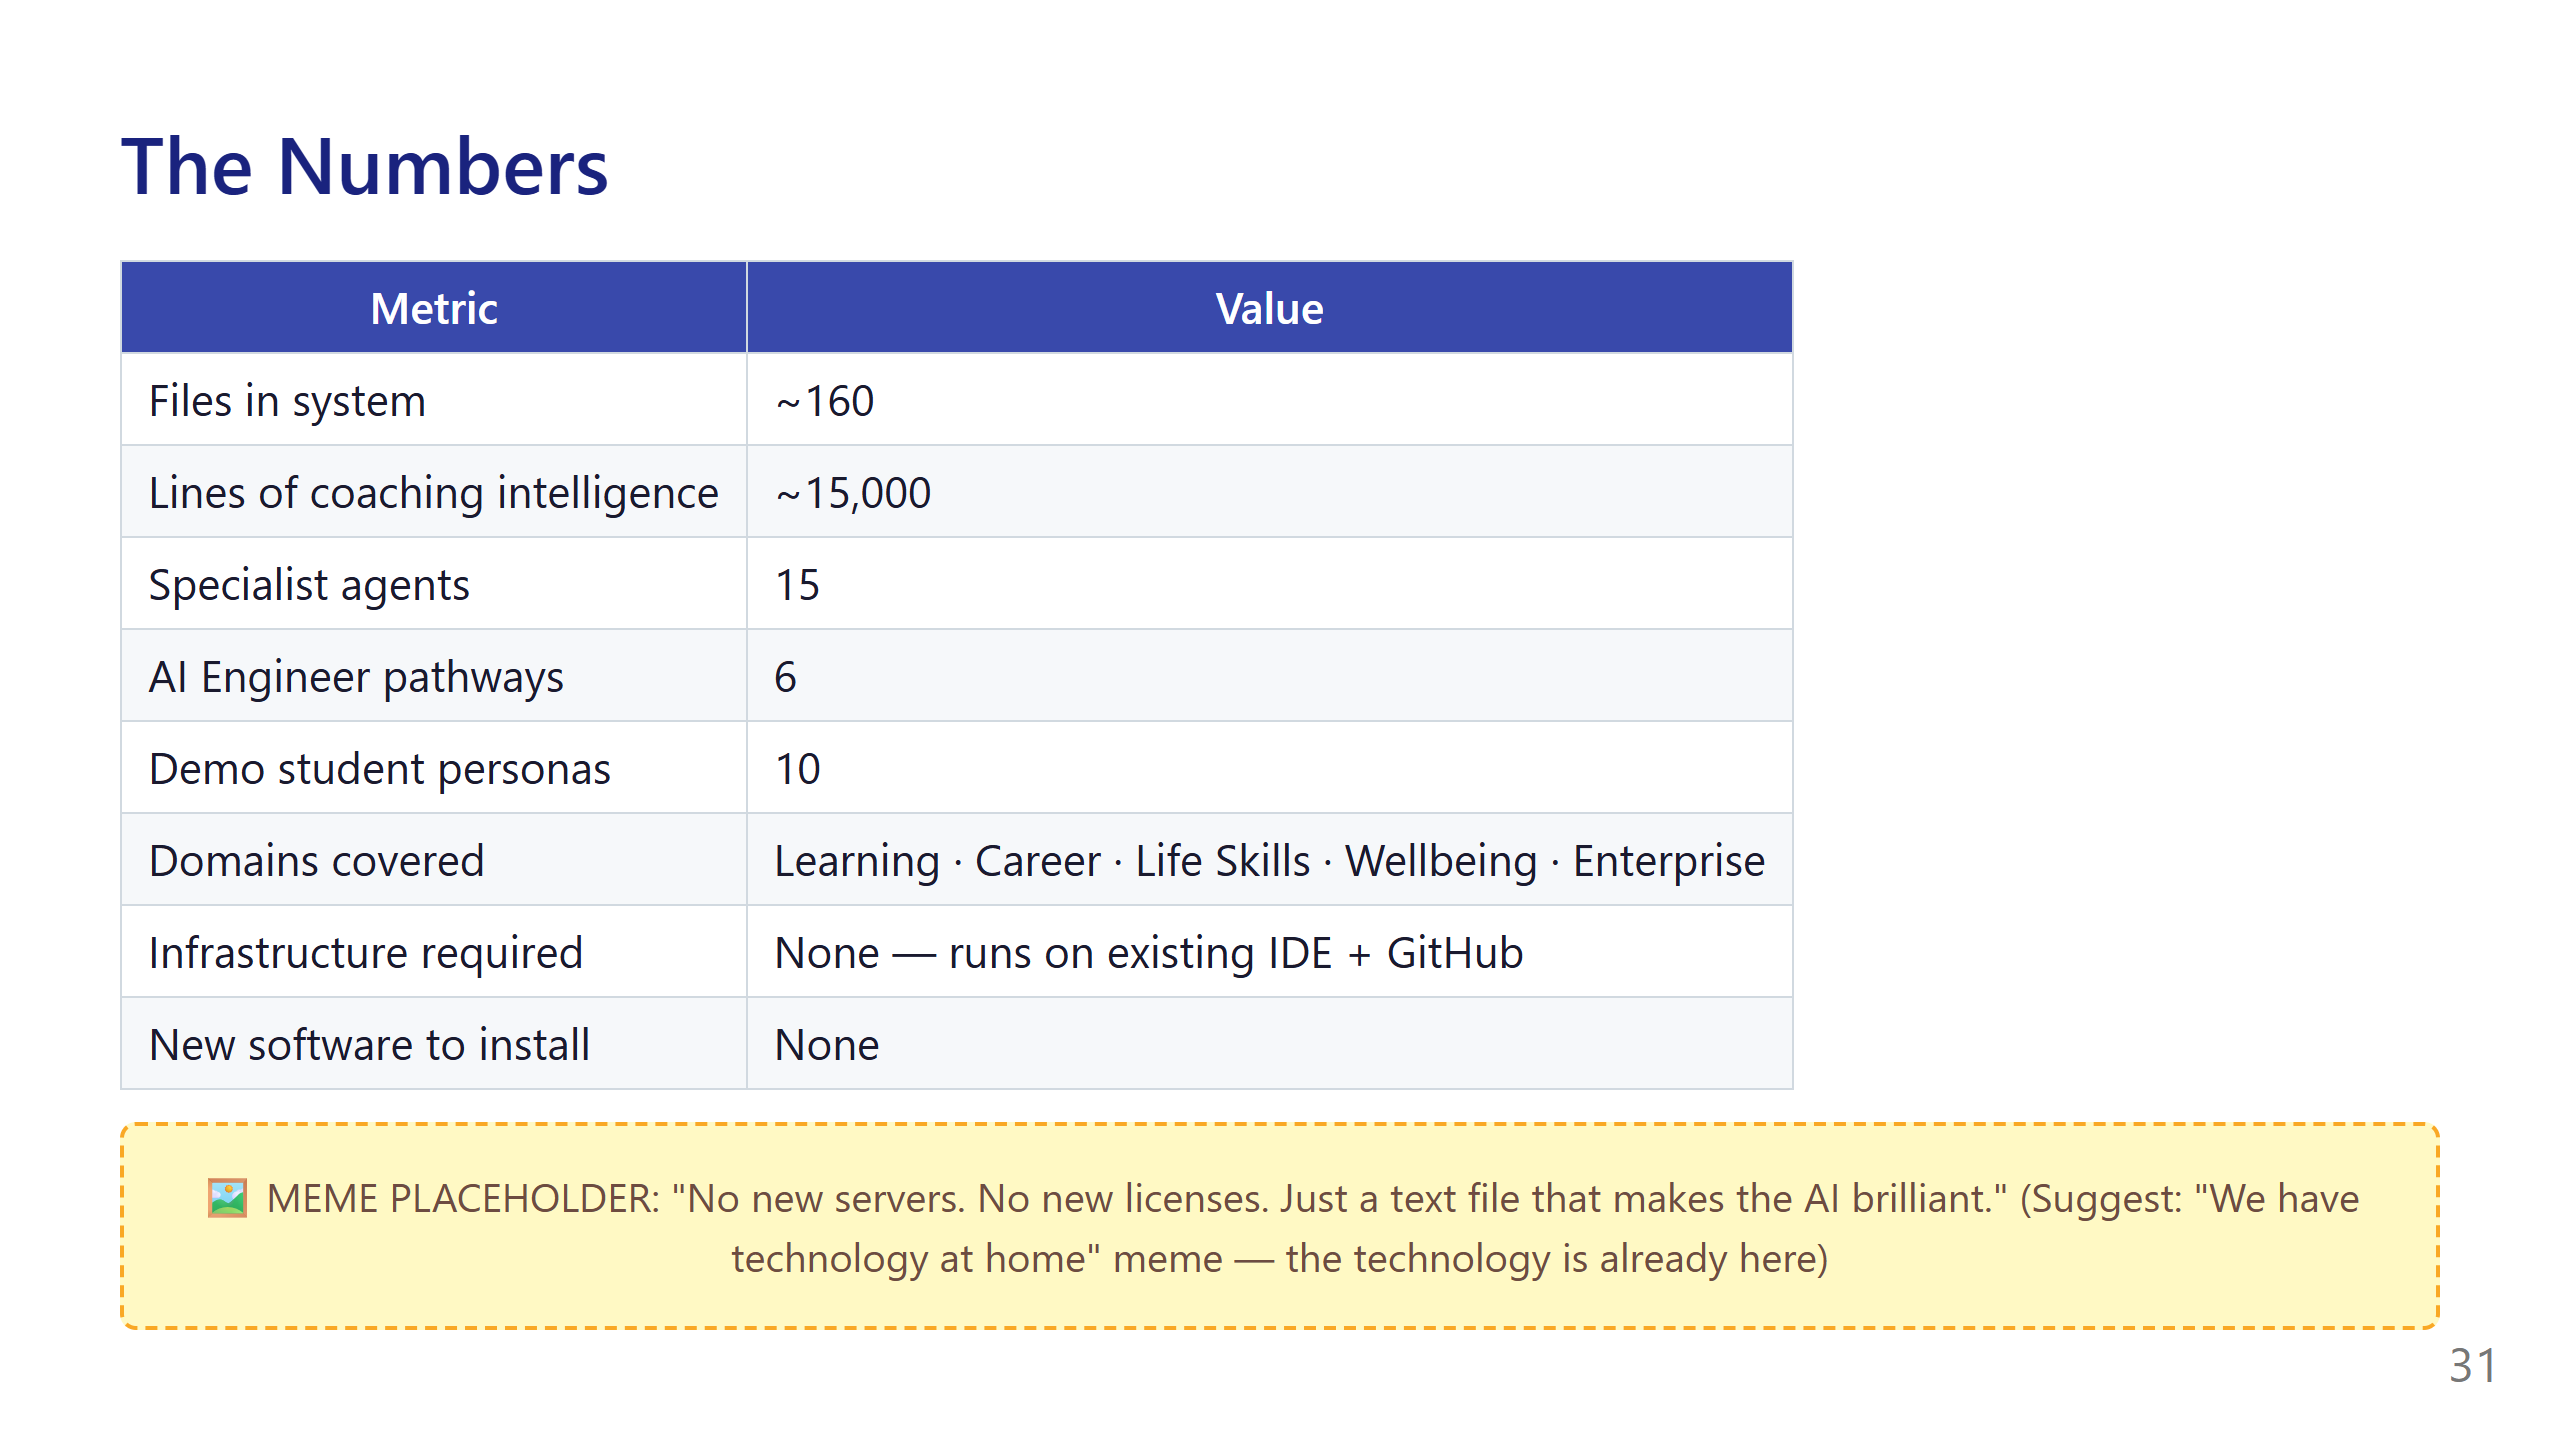 The Numbers
Metric Value
Files in system ~160
Lines of coaching intelligence ~15,000
Specialist agents 15
AI Engineer pathways 6
Demo student personas 10
Domains covered Learning · Career · Life Skills · Wellbeing · Enterprise
Infrastructure required None — runs on existing IDE + GitHub
New software to install None
MEME PLACEHOLDER: "No new servers. No new licenses. Just a text file that makes the AI brilliant." (Suggest: "We have
technology at home" meme — the technology is already here)
31